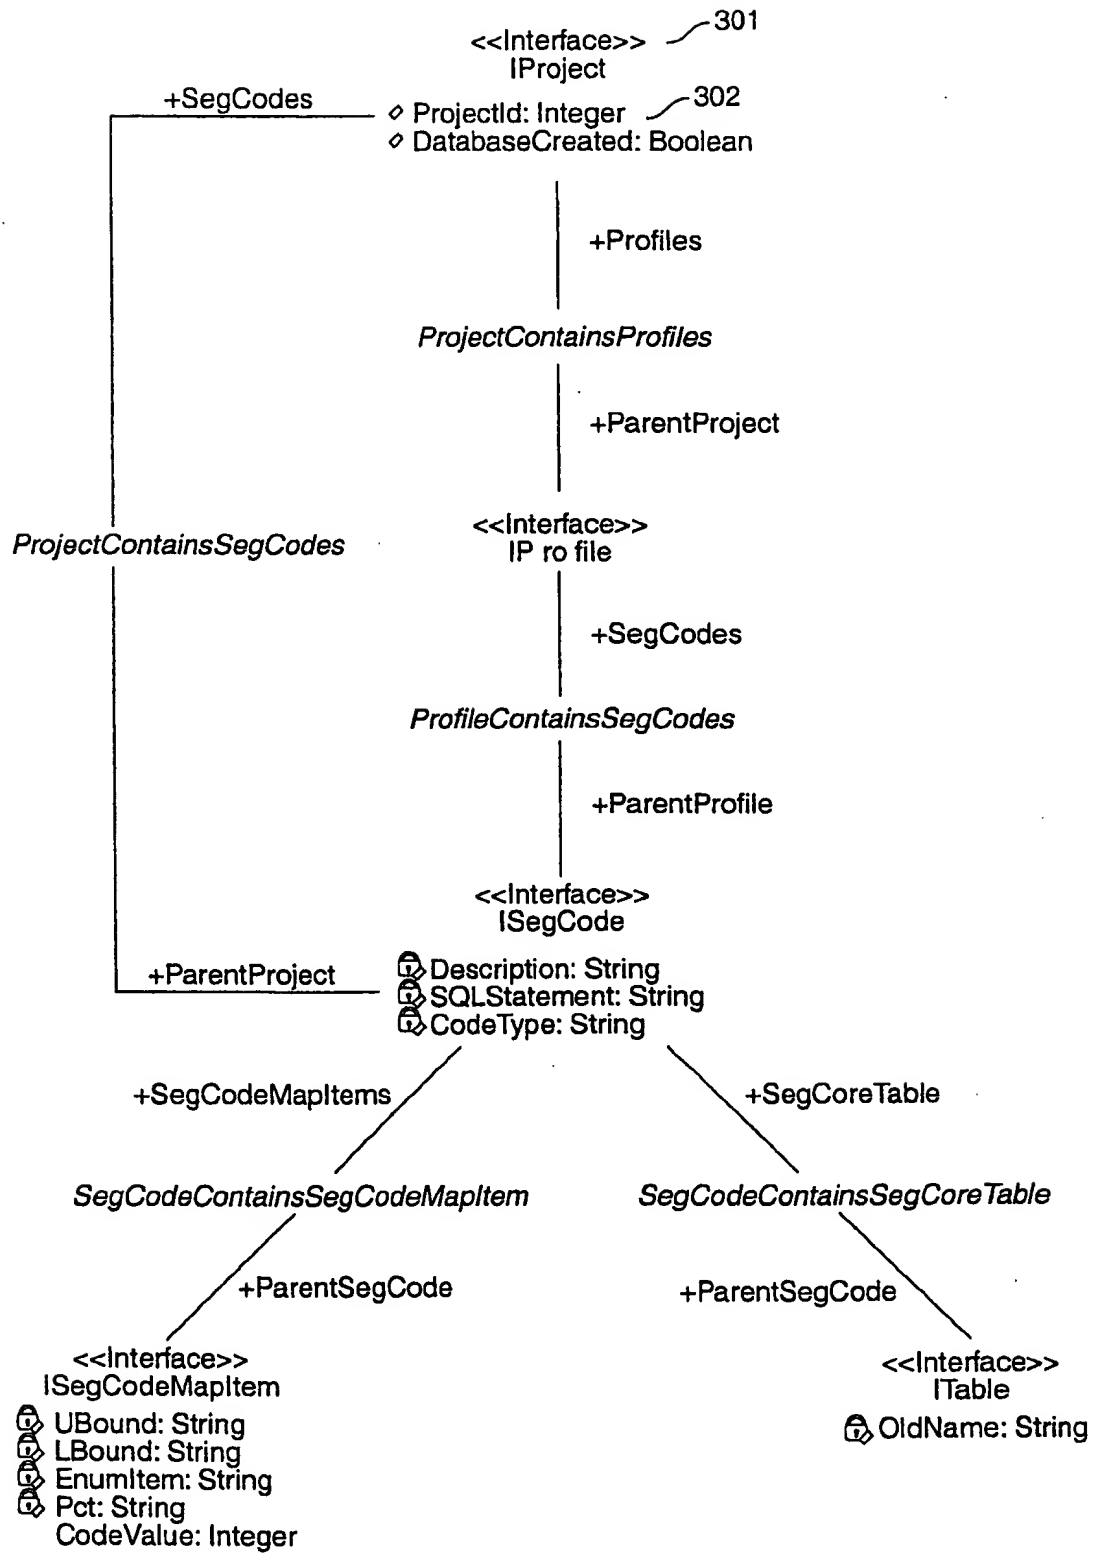 301
<<Interface>>
IProject
+SegCodes
ProjectId: Integer
302
DatabaseCreated: Boolean
+Profiles
ProjectContainsProfiles
+ParentProject
<<Interface>>
IP ro file
ProjectContainsSegCodes
+SegCodes
ProfileContainsSegCodes
+ParentProfile
<<Interface>>
ISegCode
+ParentProject
Description: String
SQLStatement: String
CodeType: String
+SegCodeMapItems
+SegCoreTable
SegCodeContainsSegCodeMapItem
SegCodeContainsSegCoreTable
+ParentSegCode
+ParentSegCode
<<Interface>>
ISegCodeMapItem
UBound: String
LBound: String
EnumItem: String
Pct: String
CodeValue: Integer
<<Interface>>
ITable
OldName: String